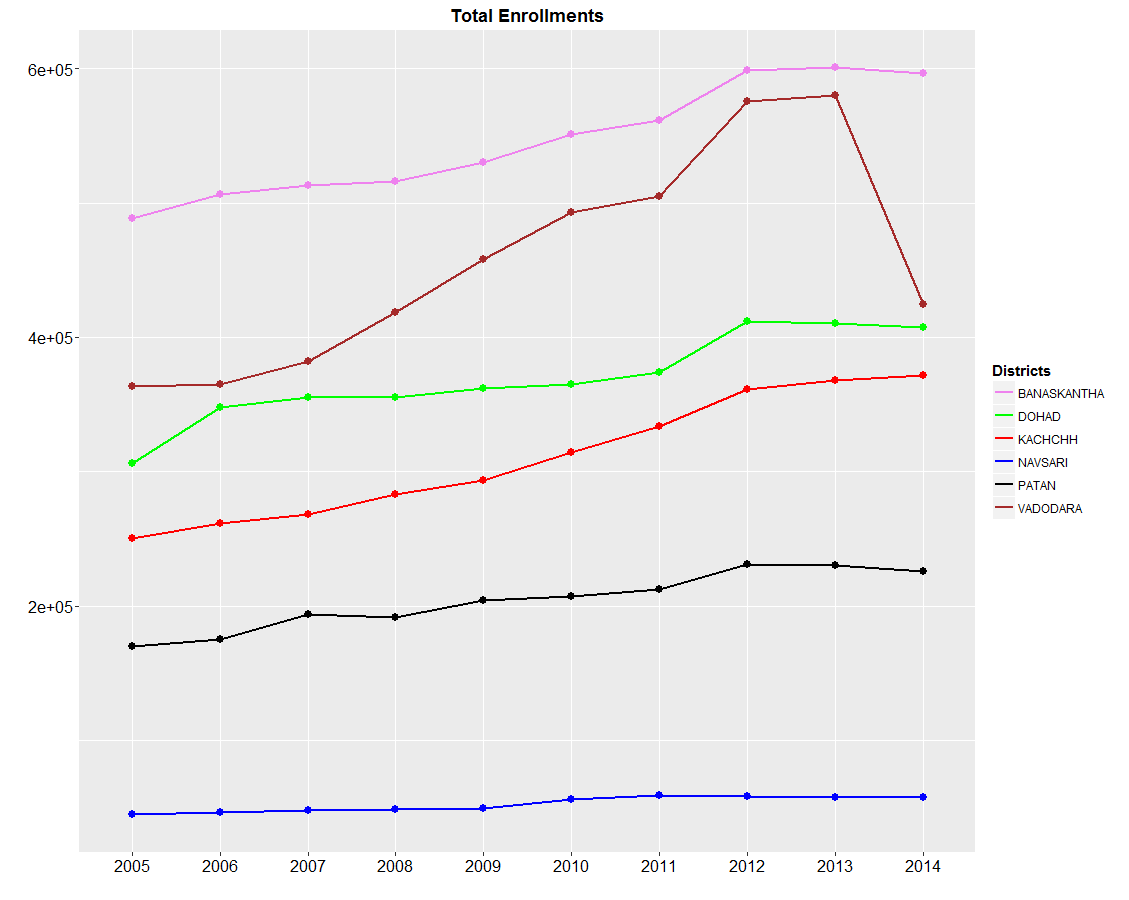 Total Enrollments
6e+05
4e+05
2e+05
2005 2006 2007 2008 2009 2010 2011 2012 2013 2014
Districts
BANASKANTHA
DOHAD
KACHCHH
NAVSARI
PATAN
VADODARA